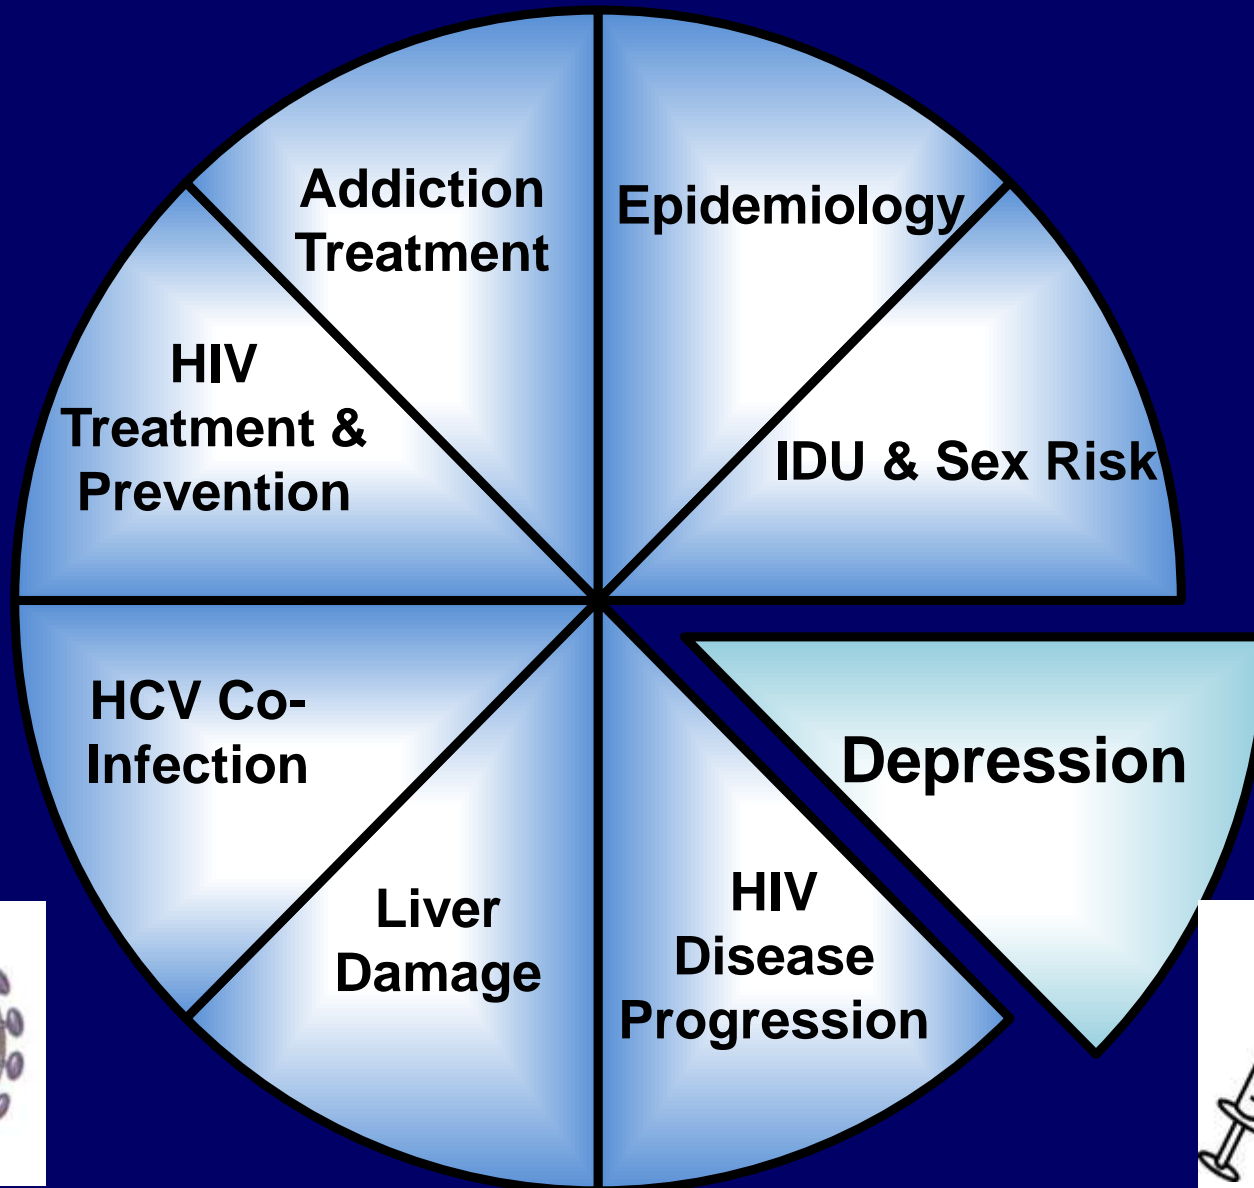 Addiction
Treatment
Epidemiology
HIV
Treatment &
Prevention
IDU & Sex Risk
HCV Co-
Infection
Depression
Liver
Damage
HIV
Disease
Progression